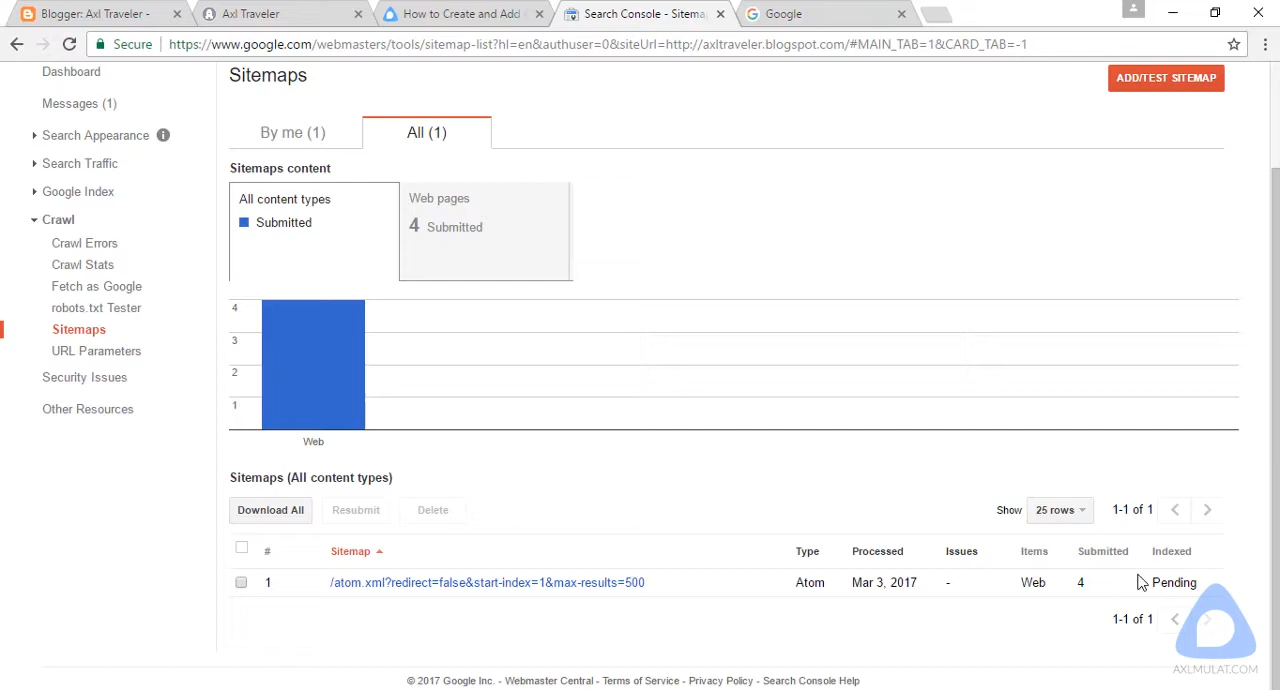 Blogger: Axl Traveler -
Axl Traveler
How to Create and Add
Search Console - Sitema
Google
Secure
https://www.google.com/webmasters/tools/sitemap-list?hl=en&authuser=0&siteUrl=http://axltraveler.blogspot.com/#MAIN_TAB=1&CARD_TAB=-1
Dashboard
Messages (1)
Search Appearance
Search Traffic
Google Index
Crawl
Crawl Errors
Crawl Stats
Fetch as Google
robots.txt Tester
Sitemaps
URL Parameters
Security Issues
Other Resources
Sitemaps
ADD/TEST SITEMAP
By me (1)
All (1)
Sitemaps content
All content types
Submitted
Web pages
4 Submitted
4
3
2
1
Web
Sitemaps (All content types)
Download All
Resubmit
Delete
Show
25 rows
1-1 of 1
# Sitemap Type Processed Issues Items Submitted Indexed
1 /atom.xml?redirect=false&start-index=1&max-results=500 Atom Mar 3, 2017 - Web 4 Pending
1-1 of 1
AXLMULAT.COM
© 2017 Google Inc. - Webmaster Central - Terms of Service - Privacy Policy - Search Console Help